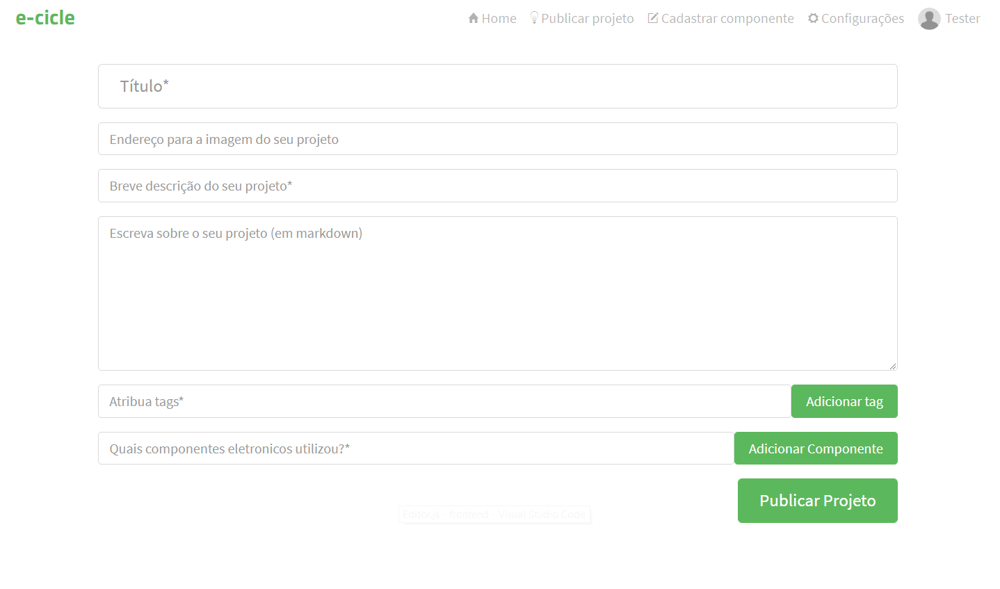 e-cicle
Home Publicar projeto Cadastrar componente Configurações Tester
Título*
Endereço para a imagem do seu projeto
Breve descrição do seu projeto*
Escreva sobre o seu projeto (em markdown)
Atribua tags* Adicionar tag
Quais componentes eletronicos utilizou?* Adicionar Componente
Publicar Projeto
Editor.js - frontend - Visual Studio Code